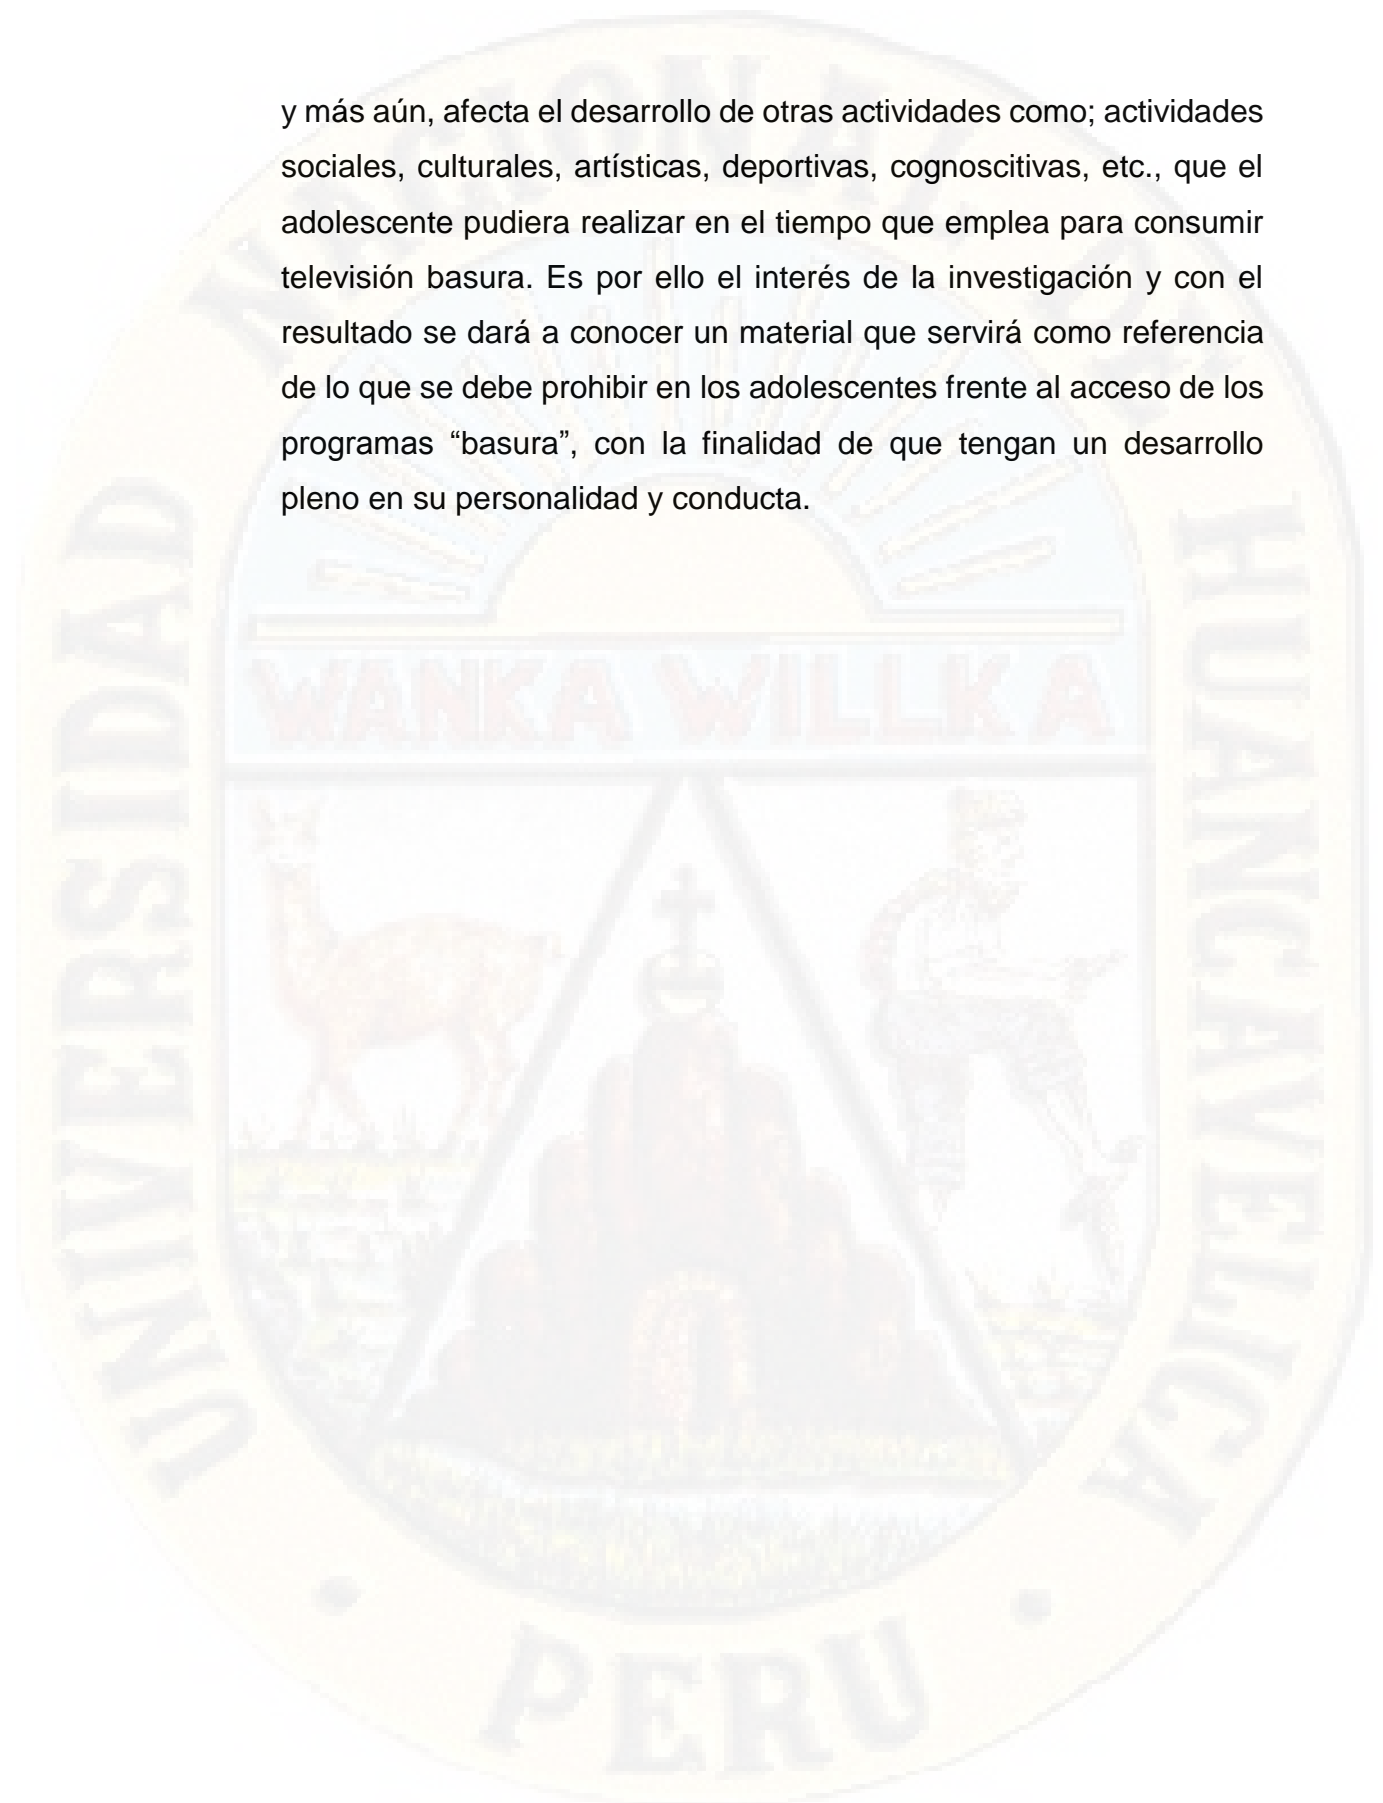 y más aún, afecta el desarrollo de otras actividades como; actividades
sociales, culturales, artísticas, deportivas, cognoscitivas, etc., que el
adolescente pudiera realizar en el tiempo que emplea para consumir
televisión basura. Es por ello el interés de la investigación y con el
resultado se dará a conocer un material que servirá como referencia
de lo que se debe prohibir en los adolescentes frente al acceso de los
programas “basura”, con la finalidad de que tengan un desarrollo
pleno en su personalidad y conducta.
UNIVERSIDAD NACIONAL DE HUANCAVELICA
WANKA WILLKA
PERU